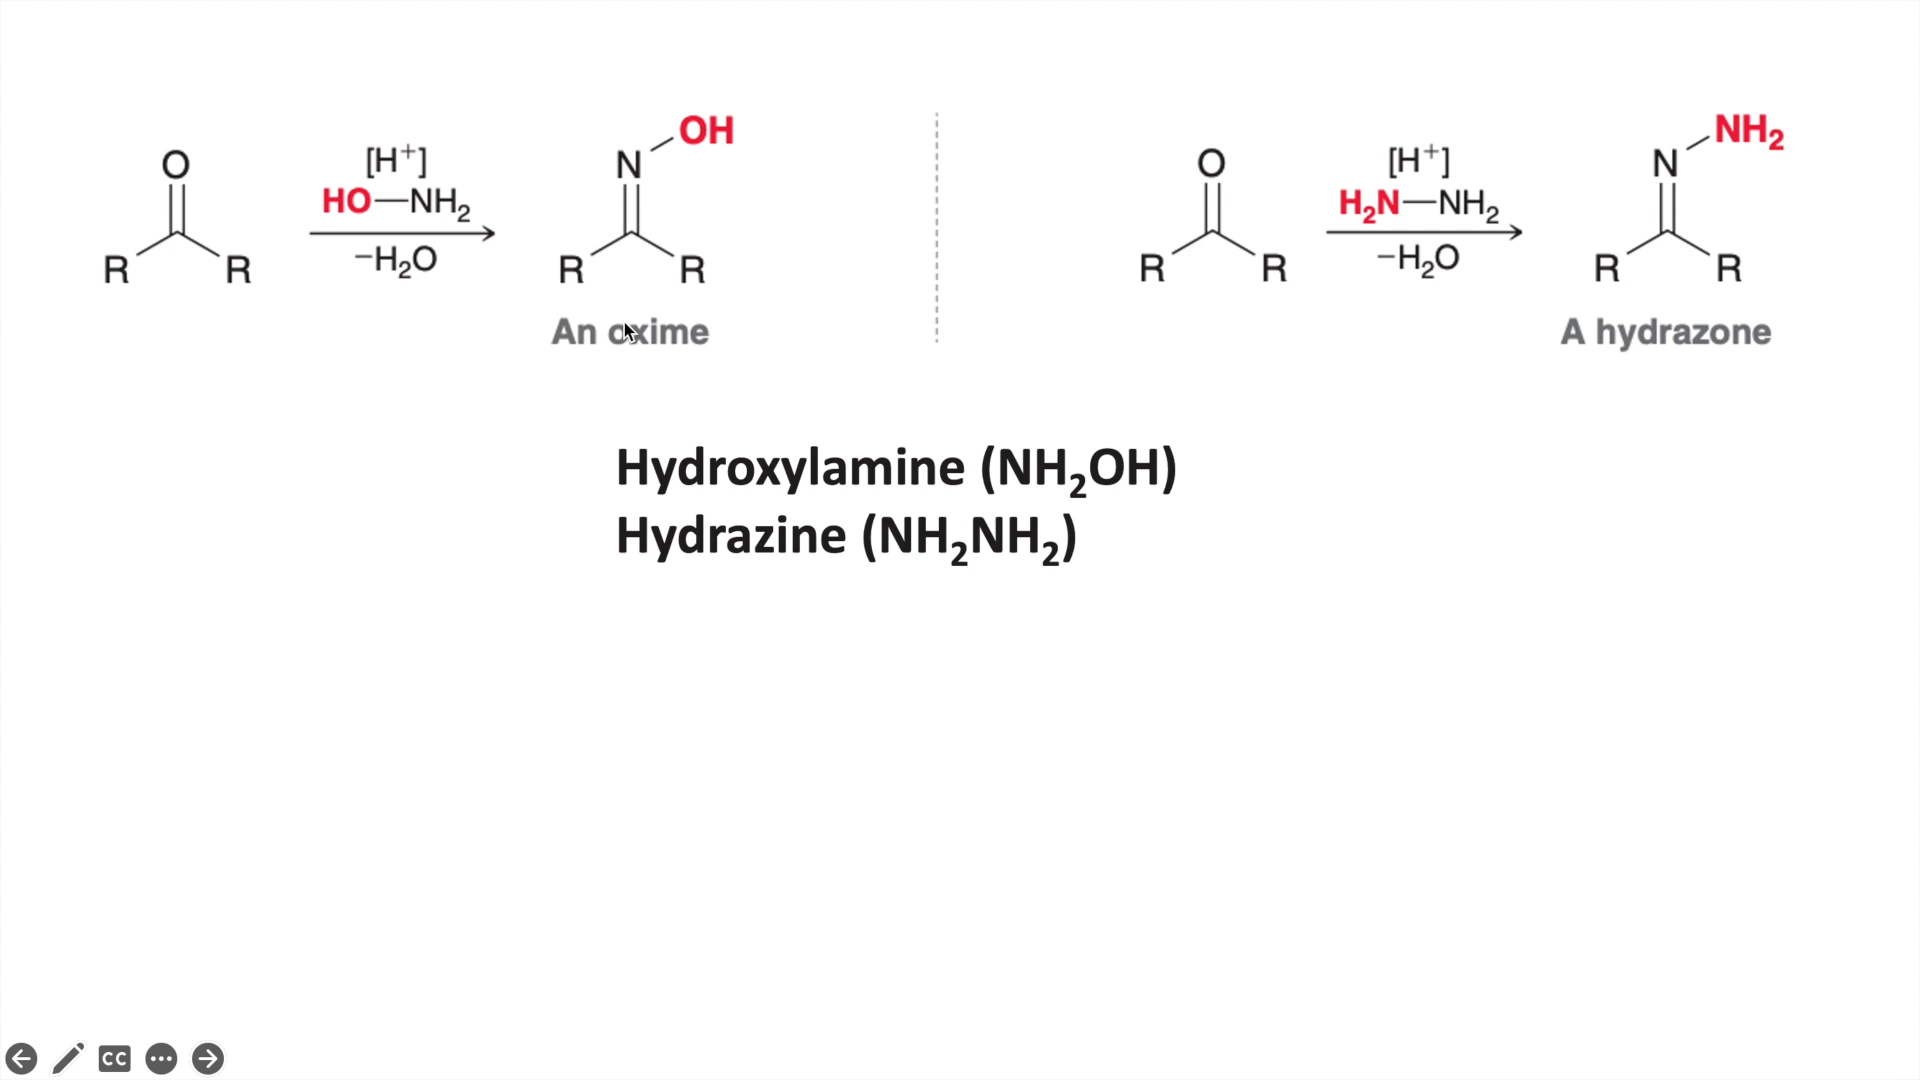 O
R R
[H⁺]
HO—NH₂
−H₂O
N OH
R R
An oxime
O
R R
[H⁺]
H₂N—NH₂
−H₂O
N NH₂
R R
A hydrazone
Hydroxylamine (NH₂OH)
Hydrazine (NH₂NH₂)
CC